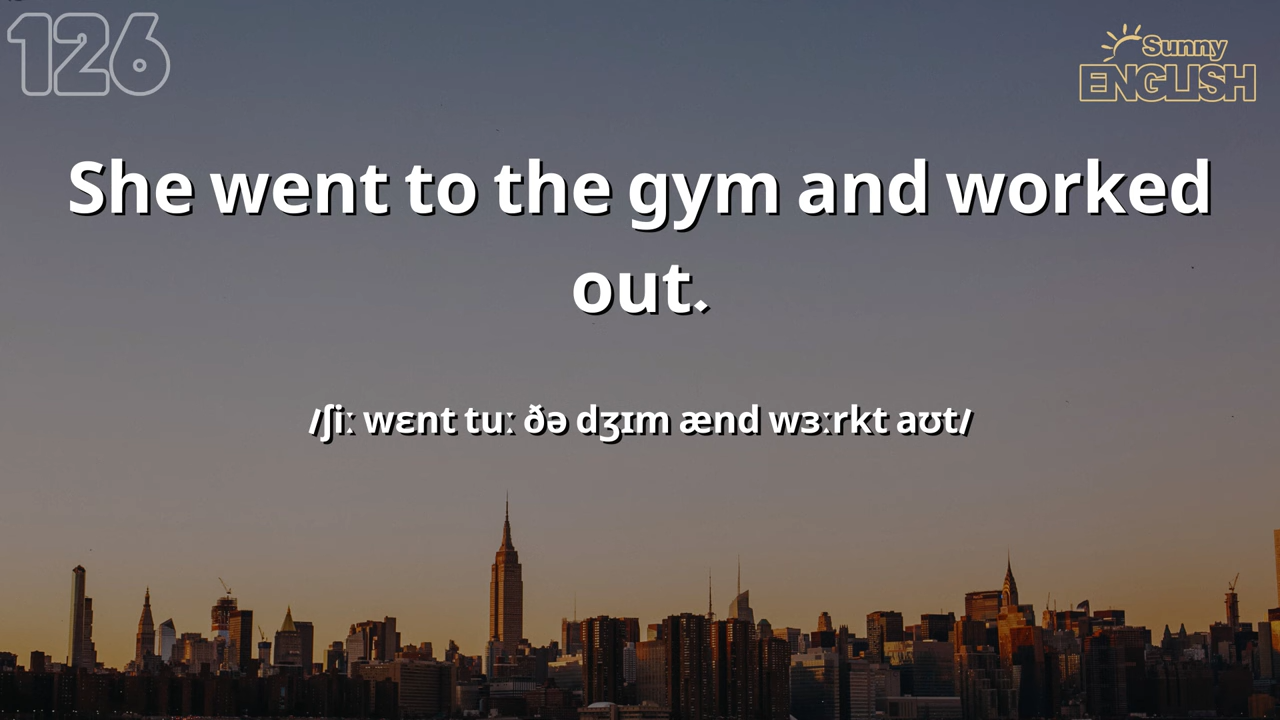 126
Sunny
ENGLISH
She went to the gym and worked
out.
/ʃiː wɛnt tuː ðə dʒɪm ænd wɜːrkt aʊt/